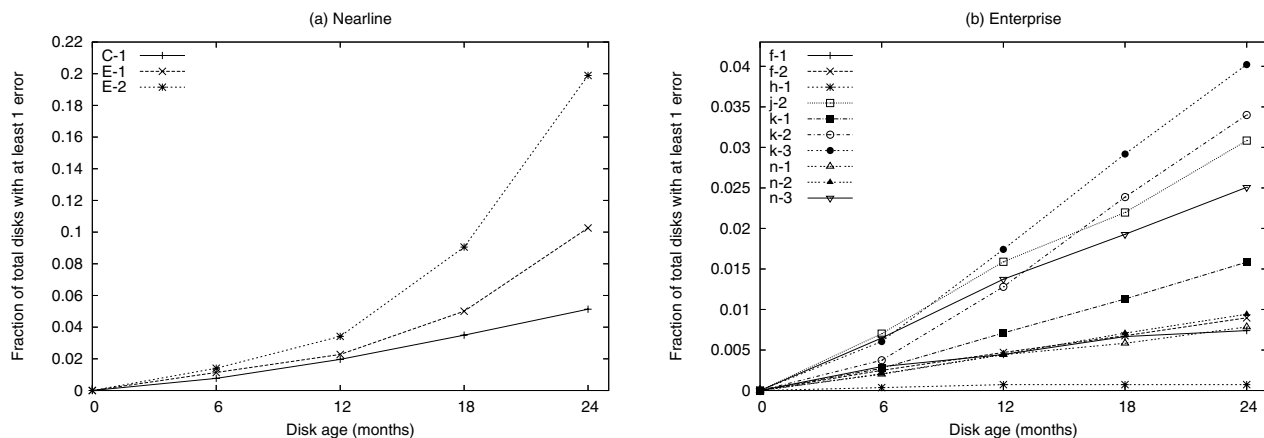 (a) Nearline
Fraction of total disks with at least 1 error
0.22
0.2
0.18
0.16
0.14
0.12
0.1
0.08
0.06
0.04
0.02
0
C-1
E-1
E-2
0 6 12 18 24
Disk age (months)
(b) Enterprise
Fraction of total disks with at least 1 error
0.04
0.035
0.03
0.025
0.02
0.015
0.01
0.005
0
f-1
f-2
h-1
j-2
k-1
k-2
k-3
n-1
n-2
n-3
0 6 12 18 24
Disk age (months)